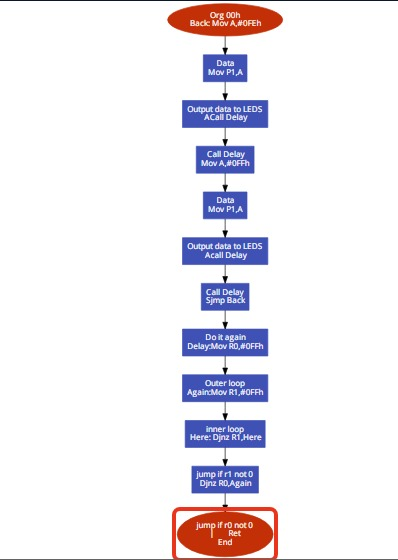 Org 00h
Back: Mov A,#0FEh
Data
Mov P1,A
Output data to LEDS
ACall Delay
Call Delay
Mov A,#0FFh
Data
Mov P1,A
Output data to LEDS
Acall Delay
Call Delay
Sjmp Back
Do it again
Delay:Mov R0,#0FFh
Outer loop
Again:Mov R1,#0FFh
inner loop
Here: Djnz R1,Here
jump if r1 not 0
Djnz R0,Again
jump if r0 not 0
| Ret
End